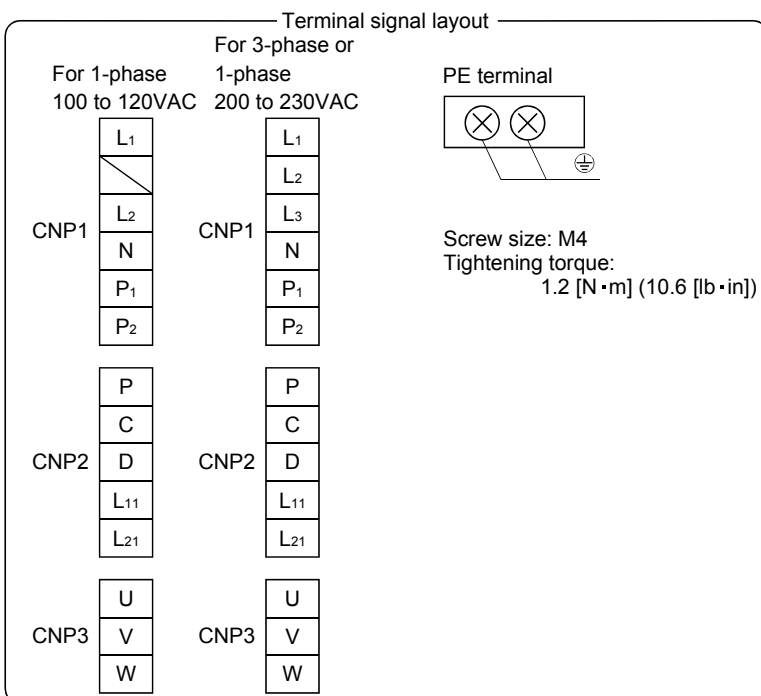 Terminal signal layout
For 1-phase
100 to 120VAC
For 3-phase or
1-phase
200 to 230VAC
CNP1
L1
L2
N
P1
P2
CNP1
L1
L2
L3
N
P1
P2
CNP2
P
C
D
L11
L21
CNP2
P
C
D
L11
L21
CNP3
U
V
W
CNP3
U
V
W
PE terminal
Screw size: M4
Tightening torque:
1.2 [N·m] (10.6 [lb·in])